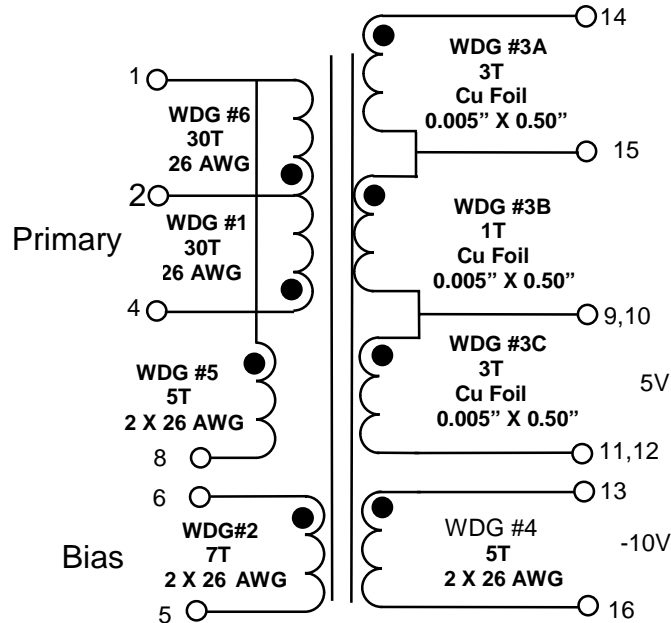 14
WDG #3A
3T
Cu Foil
0.005” X 0.50”
1
WDG #6
30T
26 AWG
15
2
WDG #3B
1T
Cu Foil
0.005” X 0.50”
Primary
WDG #1
30T
26 AWG
4
9,10
WDG #3C
3T
Cu Foil
0.005” X 0.50”
5V
WDG #5
5T
2 X 26 AWG
8
11,12
6
13
Bias
WDG#2
7T
2 X 26 AWG
WDG #4
5T
2 X 26 AWG
-10V
5
16